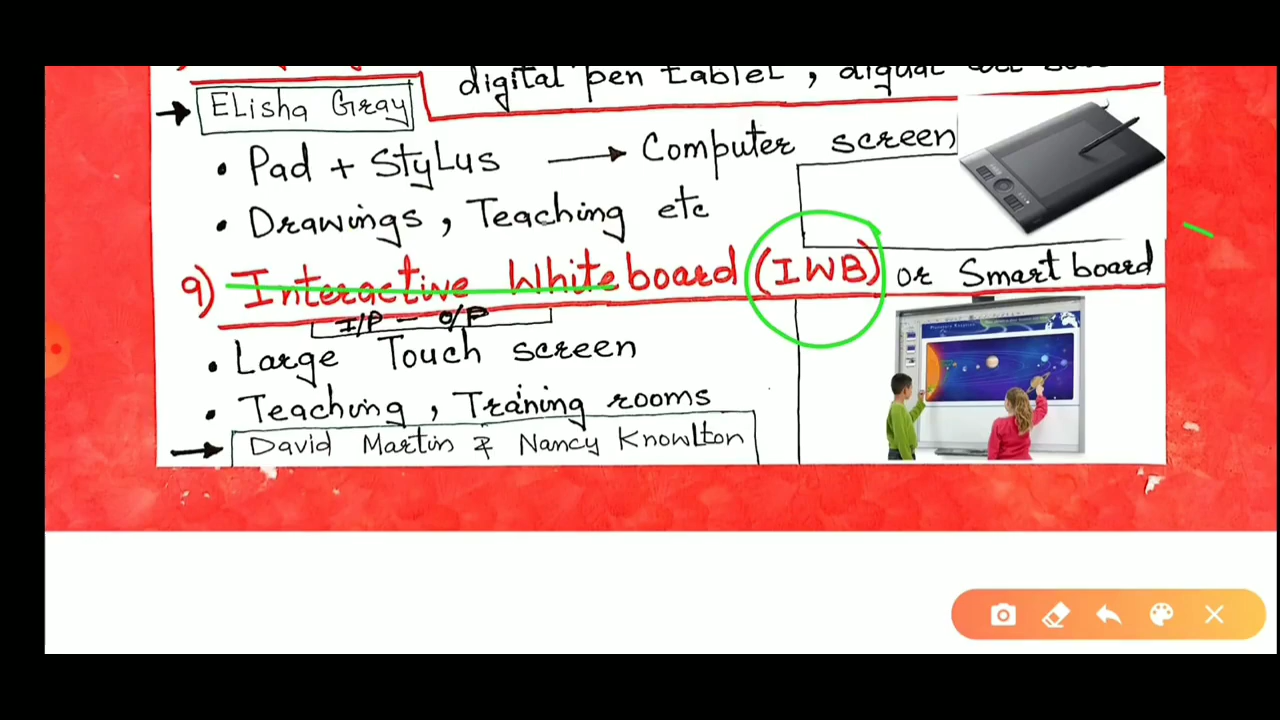 digital pen tablet , digital
→ Elisha Gray
• Pad + Stylus → Computer screen
• Drawings , Teaching etc
9) Interactive Whiteboard (IWB) or Smart board
I/P – O/P
• Large Touch screen
• Teaching , Training rooms
→ David Martin & Nancy Knowlton